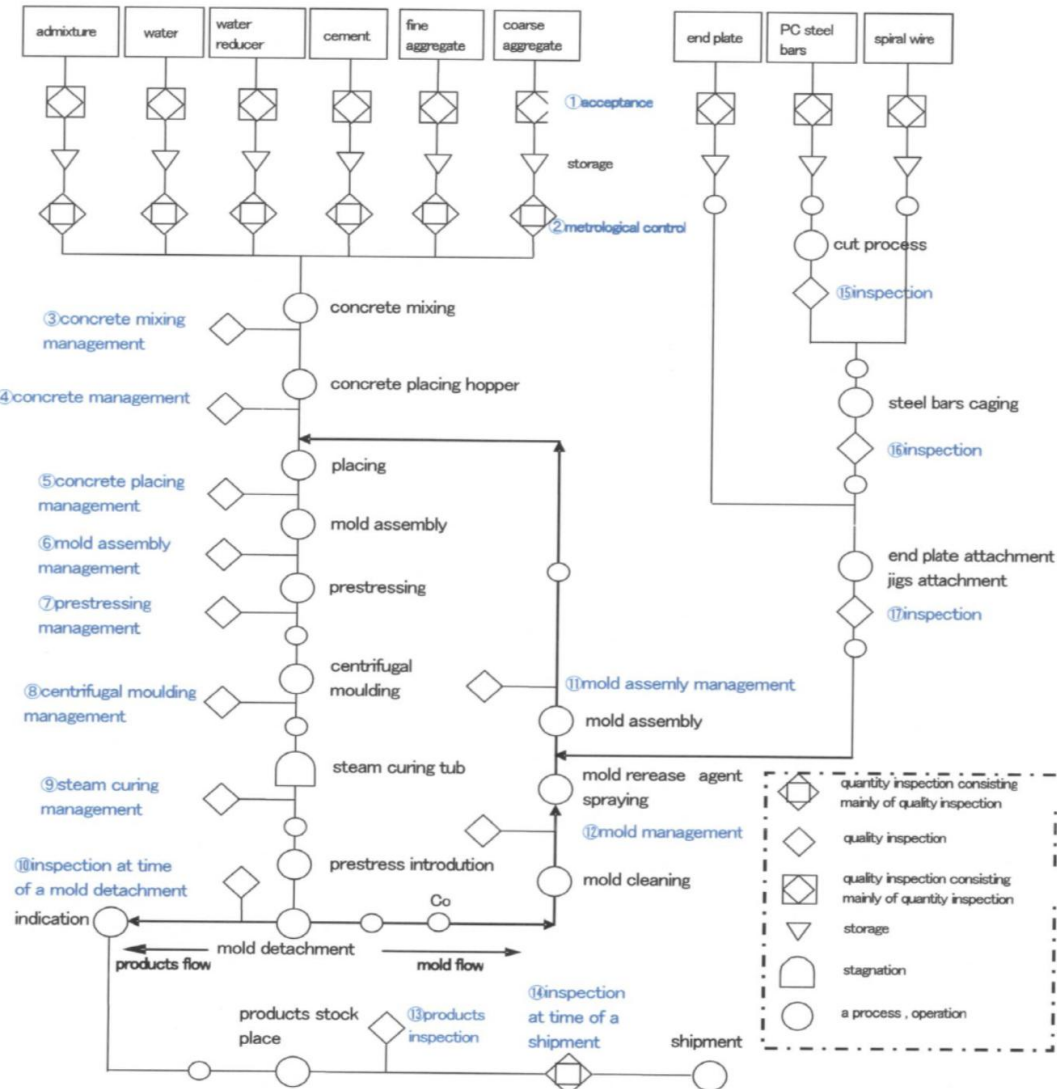 admixture
water
water
reducer
cement
fine
aggregate
coarse
aggregate
end plate
PC steel
bars
spiral wire
①acceptance
storage
②metrological control
cut process
⑮inspection
concrete mixing
③concrete mixing
management
concrete placing hopper
④concrete management
steel bars caging
⑯inspection
placing
⑤concrete placing
management
mold assembly
⑥mold assembly
management
end plate attachment
jigs attachment
prestressing
⑦prestressing
management
⑰inspection
centrifugal
moulding
⑧centrifugal moulding
management
⑪mold assemly management
mold assembly
steam curing tub
⑨steam curing
management
mold rerease agent
spraying
⑫mold management
prestress introdution
mold cleaning
⑩inspection at time
of a mold detachment
indication
Co
mold detachment
products flow
mold flow
quantity inspection consisting
mainly of quality inspection
quality inspection
quality inspection consisting
mainly of quantity inspection
storage
stagnation
a process , operation
products stock
place
⑬products
inspection
⑭inspection
at time of a
shipment
shipment